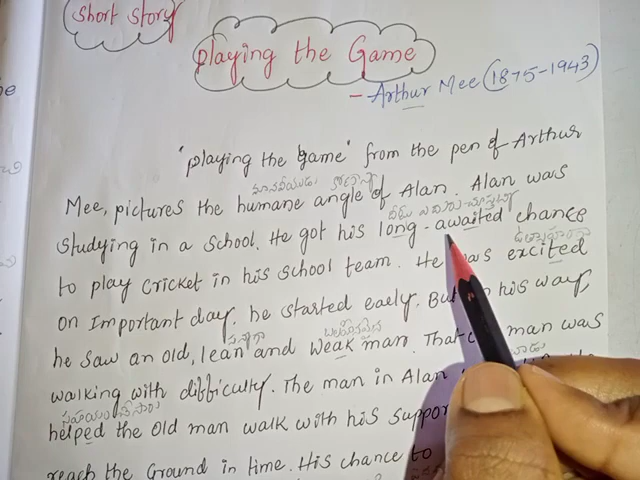 Short story
playing the Game
- Arthur Mee (1875-1943)
"playing the Game" from the pen of Arthur
Mee, pictures the humane angle of Alan. Alan was
studying in a school. He got his long-awaited chance
to play cricket in his school team. He was excited
on Important day. he started early. But on his way
he saw an old, lean and weak man. That man was
సన్నగా
walking with difficulty. The man in Alan
helped the old man walk with his suppor
reach the Ground in time. His chance to